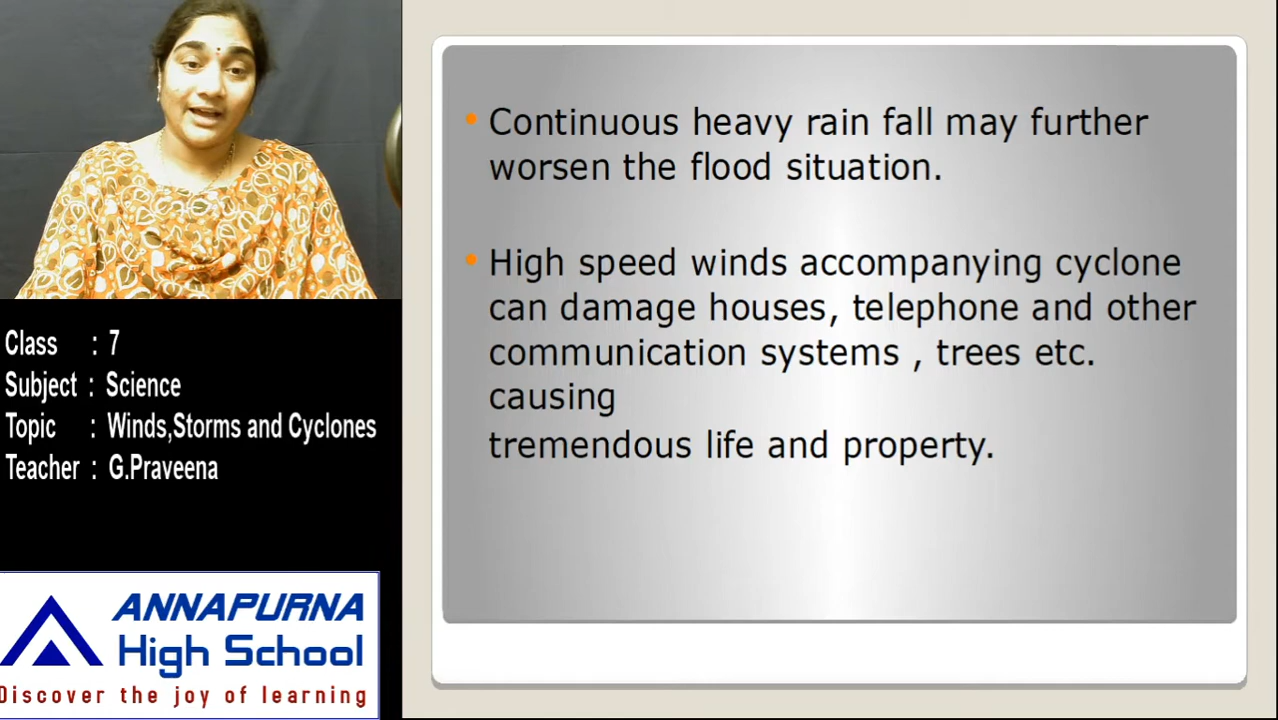 Continuous heavy rain fall may further
worsen the flood situation.
High speed winds accompanying cyclone
can damage houses, telephone and other
communication systems , trees etc.
causing
tremendous life and property.
Class : 7
Subject : Science
Topic : Winds,Storms and Cyclones
Teacher : G.Praveena
ANNAPURNA
High School
Discover the joy of learning